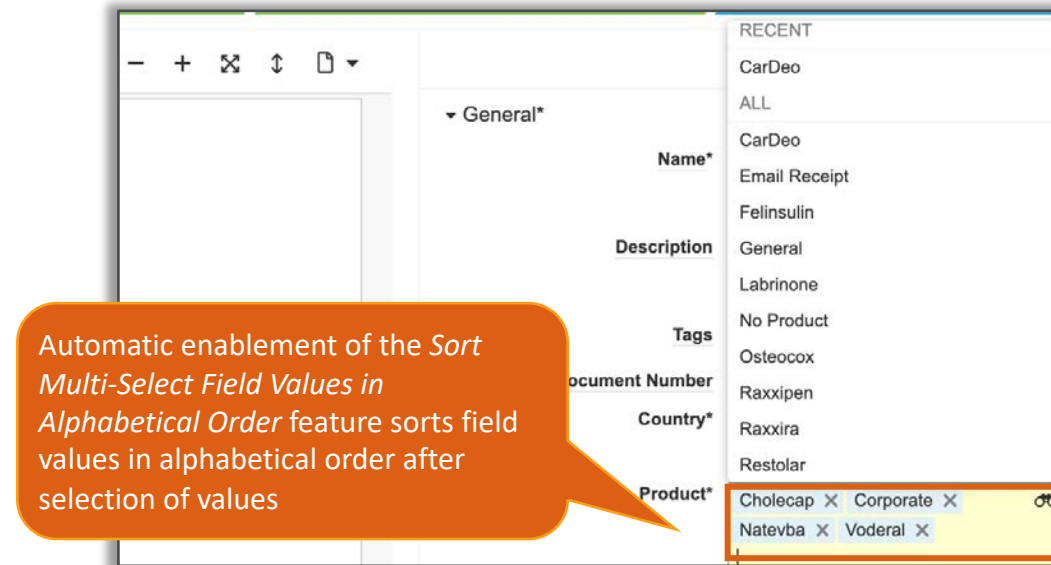 RECENT
CarDeo
ALL
CarDeo
Email Receipt
Felinsulin
General
Labrinone
No Product
Osteocox
Raxxipen
Raxxira
Restolar
General*
Name*
Description
Tags
ocument Number
Country*
Product*
Cholecap X Corporate X
Natevba X Voderal X
Automatic enablement of the Sort
Multi-Select Field Values in
Alphabetical Order feature sorts field
values in alphabetical order after
selection of values